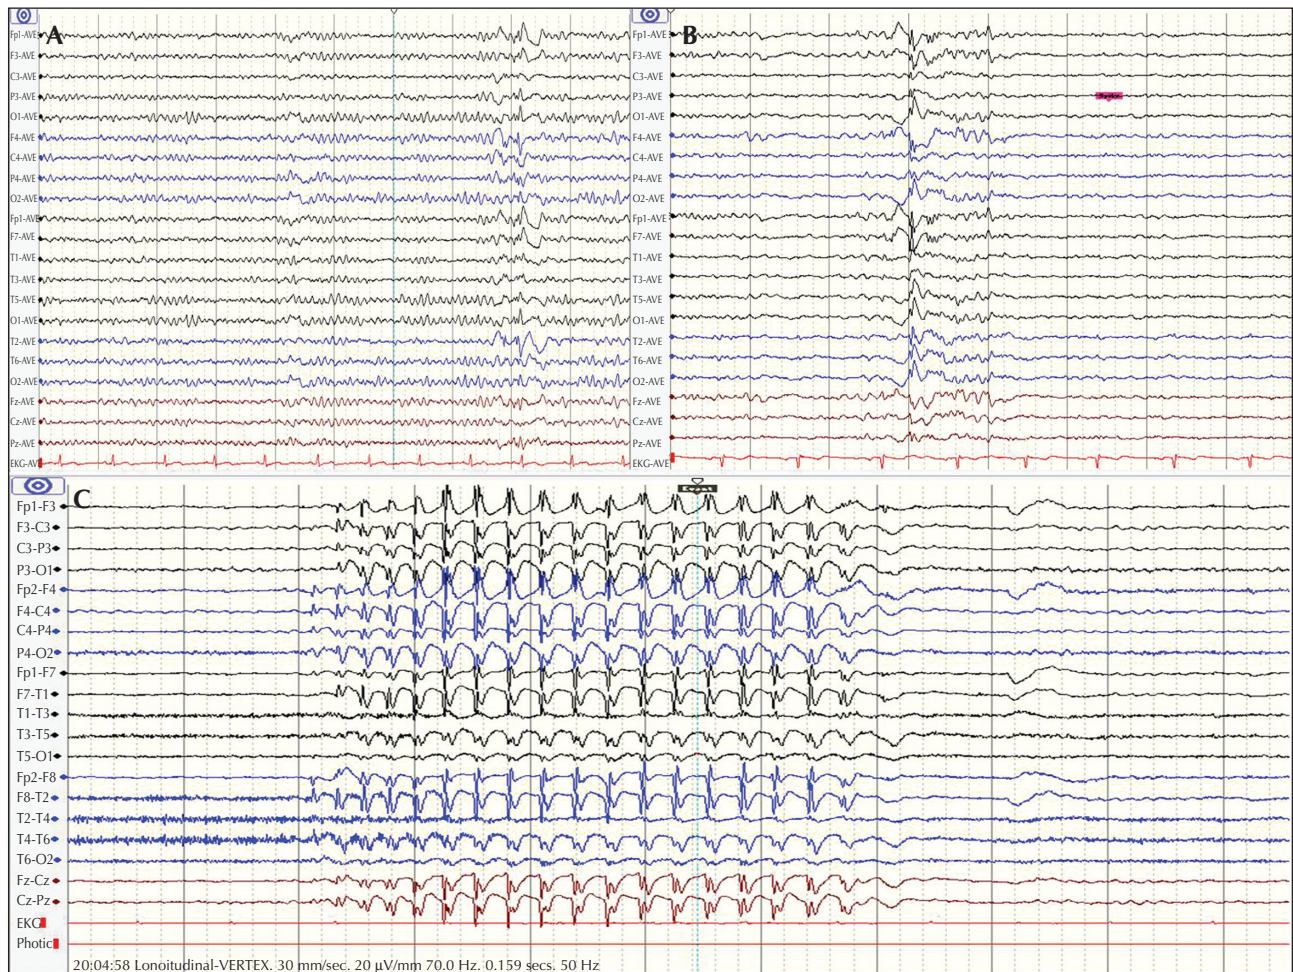 A
Fp1-AVE
F3-AVE
C3-AVE
P3-AVE
O1-AVE
F4-AVE
C4-AVE
P4-AVE
O2-AVE
Fp1-AVE
F7-AVE
T1-AVE
T3-AVE
T5-AVE
O1-AVE
T2-AVE
T6-AVE
O2-AVE
Fz-AVE
Cz-AVE
Pz-AVE
EKG-AVE
B
Fp1-AVE
F3-AVE
C3-AVE
P3-AVE
O1-AVE
F4-AVE
C4-AVE
P4-AVE
O2-AVE
Fp1-AVE
F7-AVE
T1-AVE
T3-AVE
T5-AVE
O1-AVE
T2-AVE
T6-AVE
O2-AVE
Fz-AVE
Cz-AVE
Pz-AVE
EKG-AVE
C
Fp1-F3
F3-C3
C3-P3
P3-O1
Fp2-F4
F4-C4
C4-P4
P4-O2
Fp1-F7
F7-T1
T1-T3
T3-T5
T5-O1
Fp2-F8
F8-T2
T2-T4
T4-T6
T6-O2
Fz-Cz
Cz-Pz
EKG
Photic
20:04:58 Lonoitudinal-VERTEX. 30 mm/sec. 20 µV/mm 70.0 Hz. 0.159 secs. 50 Hz